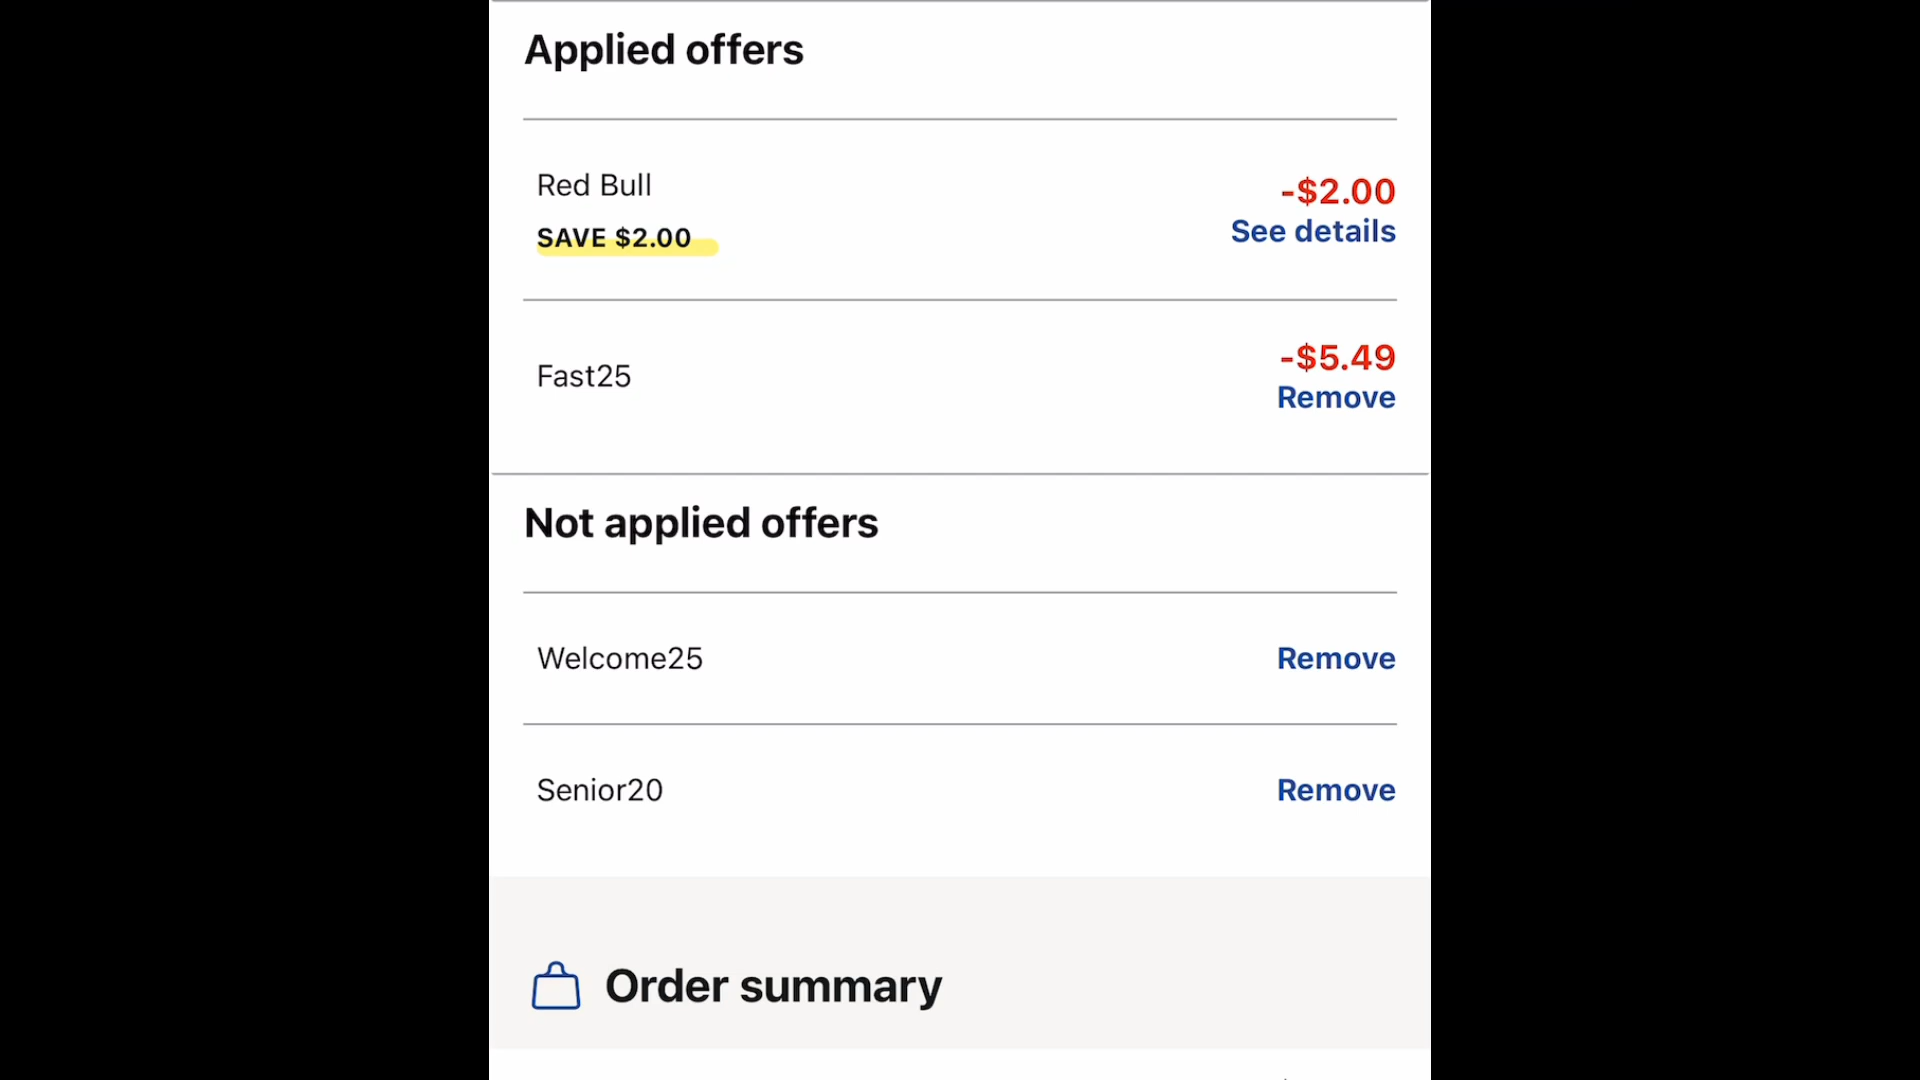 Applied offers
Red Bull
-$2.00
SAVE $2.00
See details
Fast25
-$5.49
Remove
Not applied offers
Welcome25
Remove
Senior20
Remove
Order summary